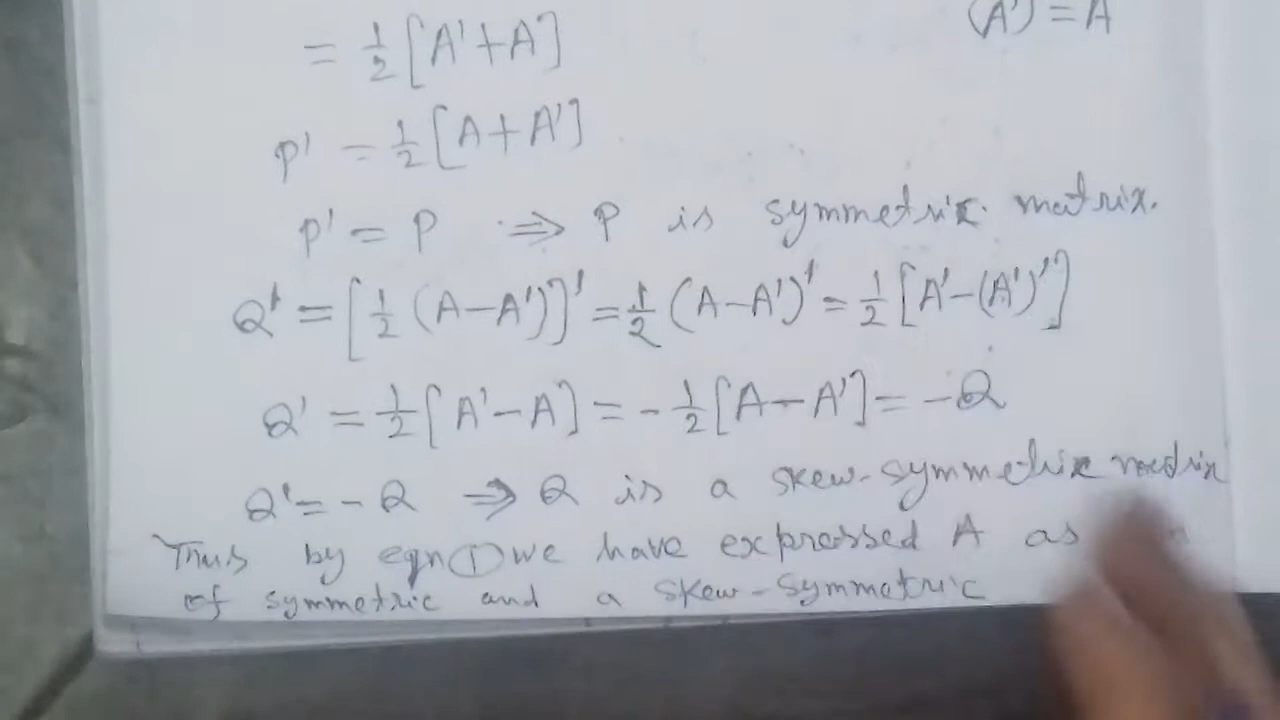 (A') = A
= 1/2 [A' + A]
P' = 1/2 [A + A']
P' = P ⇒ P is symmetric matrix.
Q' = [1/2 (A - A')]' = 1/2 (A - A')' = 1/2 [A' - (A')']
Q' = 1/2 [A' - A] = - 1/2 [A - A'] = - Q
Q' = - Q ⇒ Q is a skew-symmetric matrix
Thus by eqn ① we have expressed A as
of symmetric and a skew-symmetric